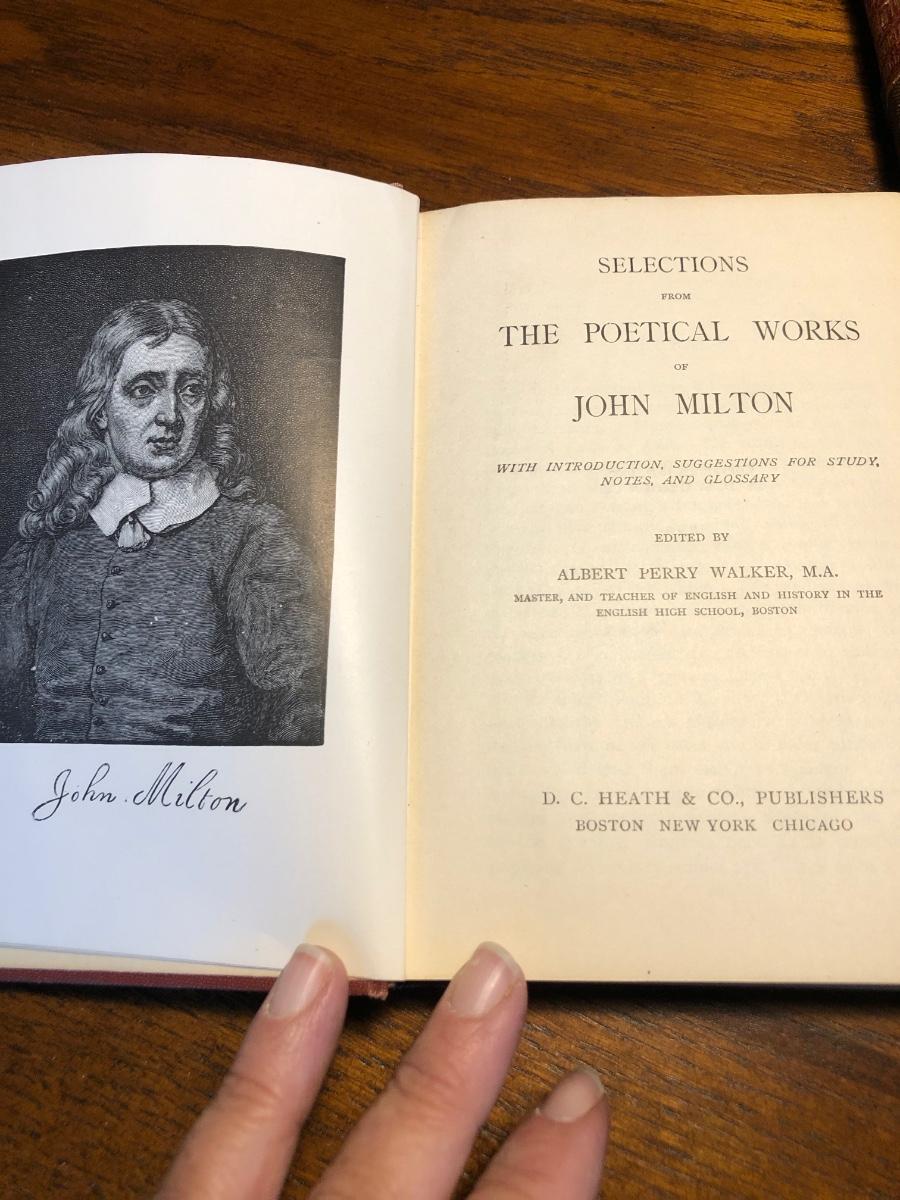 John Milton
SELECTIONS
FROM
THE POETICAL WORKS
OF
JOHN MILTON
WITH INTRODUCTION, SUGGESTIONS FOR STUDY,
NOTES, AND GLOSSARY
EDITED BY
ALBERT PERRY WALKER, M.A.
MASTER, AND TEACHER OF ENGLISH AND HISTORY IN THE
ENGLISH HIGH SCHOOL, BOSTON
D. C. HEATH & CO., PUBLISHERS
BOSTON NEW YORK CHICAGO